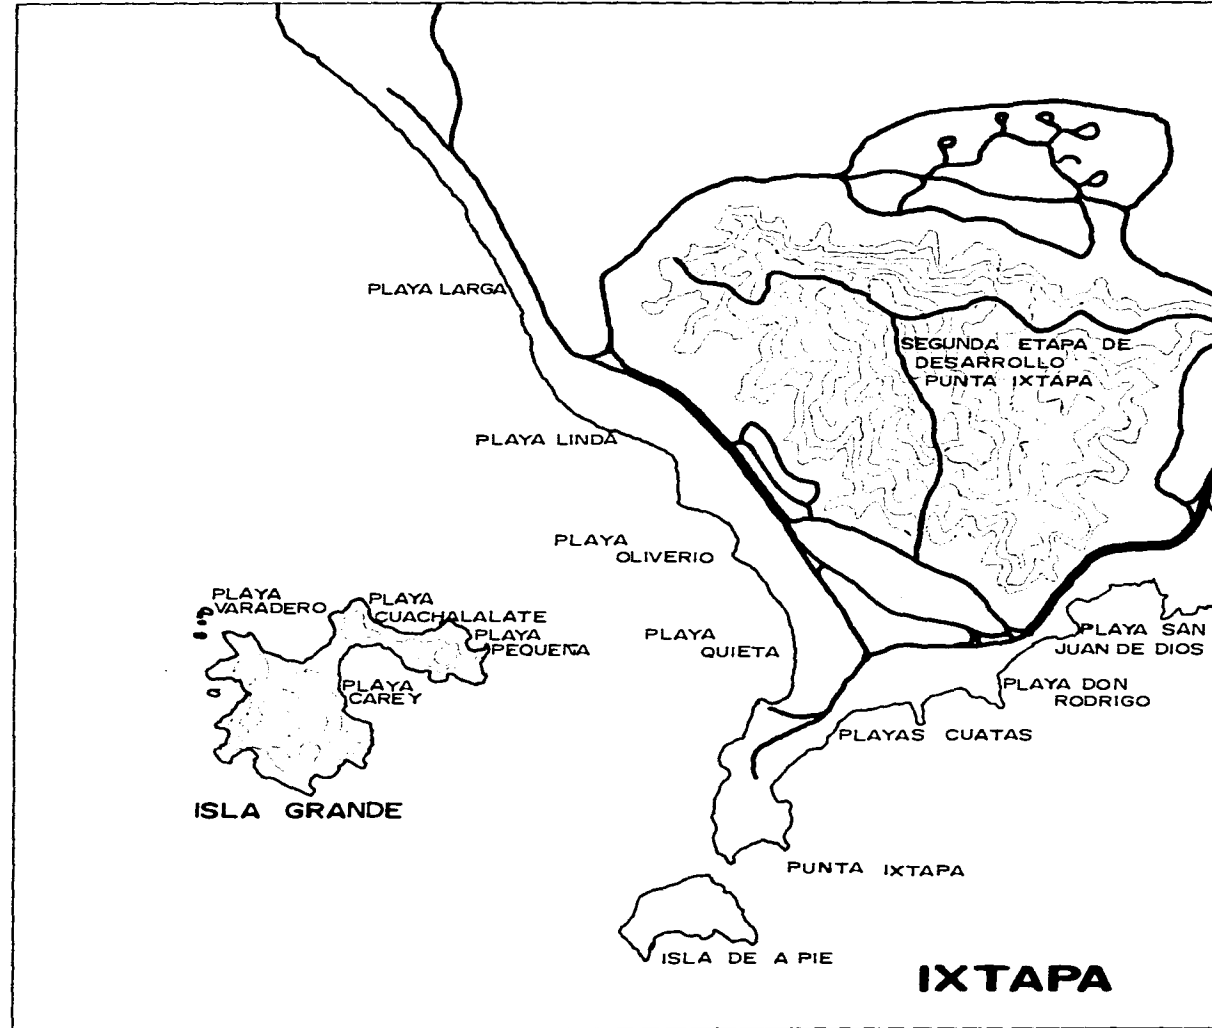 PLAYA LARGA
SEGUNDA ETAPA DE
DESARROLLO
PUNTA IXTAPA
PLAYA LINDA
PLAYA
OLIVERIO
PLAYA
VARADERO
PLAYA
CUACHALALATE
PLAYA
PEQUEÑA
PLAYA
QUIETA
PLAYA SAN
JUAN DE DIOS
PLAYA
CAREY
PLAYA DON
RODRIGO
PLAYAS CUATAS
ISLA GRANDE
PUNTA IXTAPA
ISLA DE A PIE
IXTAPA